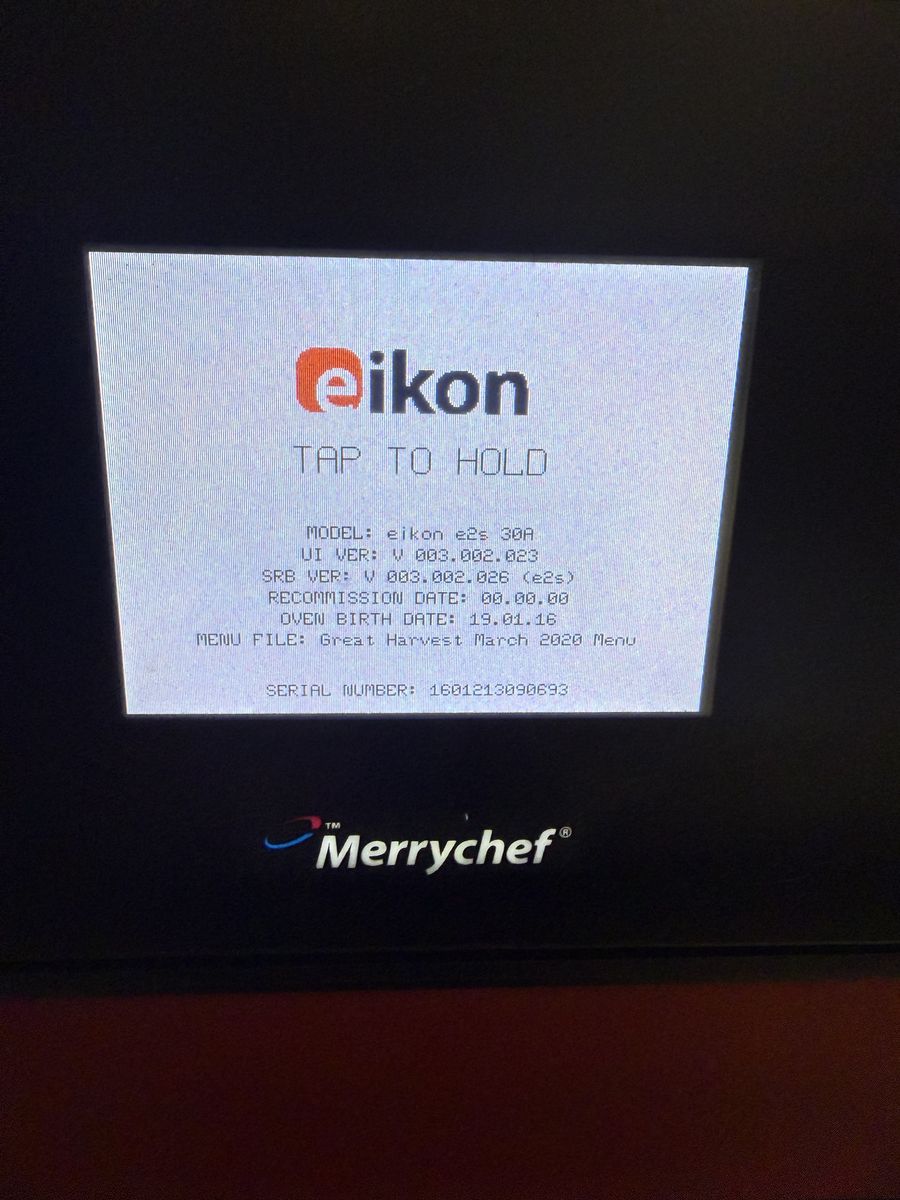 eikon
TAP TO HOLD
MODEL: eikon e2s 30A
UI VER: V 003.002.023
SRB VER: V 003.002.026 (e2s)
RECOMMISSION DATE: 00.00.00
OVEN BIRTH DATE: 19.01.16
MENU FILE: Great Harvest March 2020 Menu
SERIAL NUMBER: 1601213090693
™Merrychef®